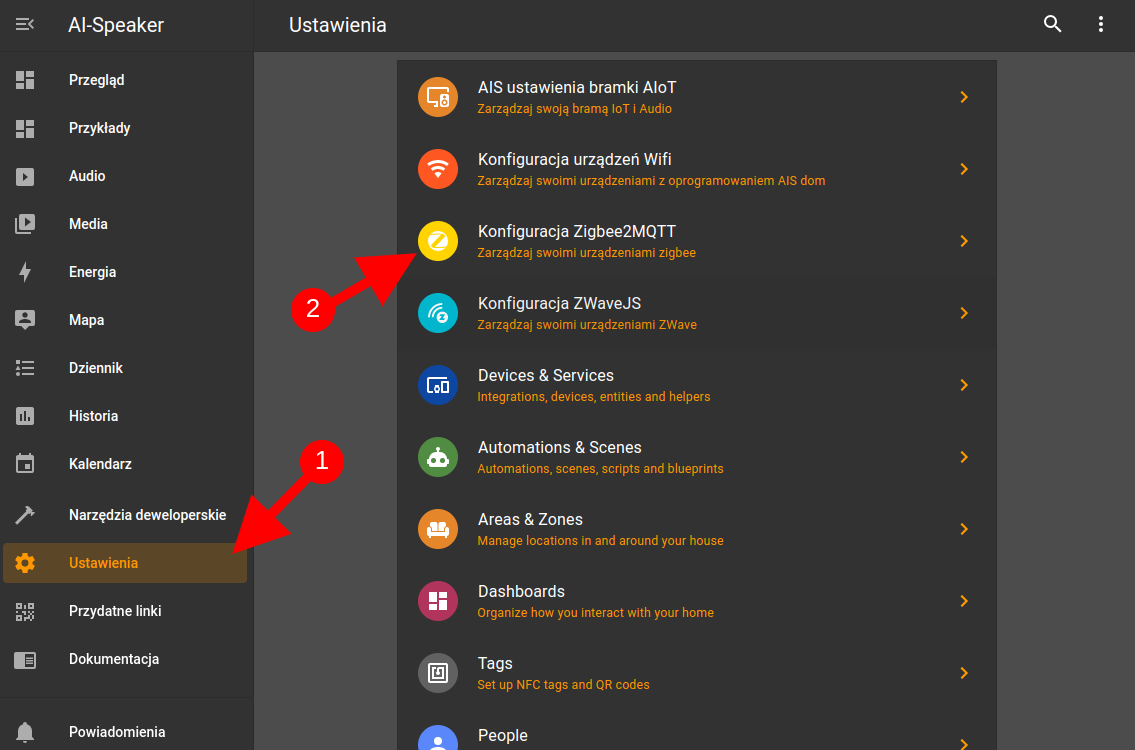 AI-Speaker
Przegląd
Przykłady
Audio
Media
Energia
Mapa
Dziennik
Historia
Kalendarz
Narzędzia deweloperskie
Ustawienia
Przydatne linki
Dokumentacja
Powiadomienia
1
Ustawienia
AIS ustawienia bramki AIoT
Zarządzaj swoją bramą IoT i Audio
Konfiguracja urządzeń Wifi
Zarządzaj swoimi urządzeniami z oprogramowaniem AIS dom
Konfiguracja Zigbee2MQTT
Zarządzaj swoimi urządzeniami zigbee
2
Konfiguracja ZWaveJS
Zarządzaj swoimi urządzeniami ZWave
Devices & Services
Integrations, devices, entities and helpers
Automations & Scenes
Automations, scenes, scripts and blueprints
Areas & Zones
Manage locations in and around your house
Dashboards
Organize how you interact with your home
Tags
Set up NFC tags and QR codes
People